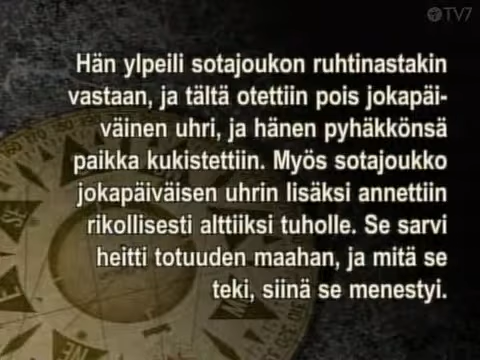 TV7
Hän ylpeili sotajoukon ruhtinastakin
vastaan, ja tältä otettiin pois jokapäi-
väinen uhri, ja hänen pyhäkkönsä
paikka kukistettiin. Myös sotajoukko
jokapäiväisen uhrin lisäksi annettiin
rikollisesti alttiiksi tuholle. Se sarvi
heitti totuuden maahan, ja mitä se
teki, siinä se menestyi.